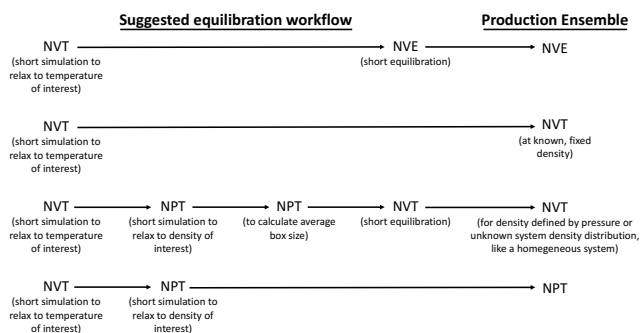 Suggested equilibration workflow
Production Ensemble
NVT
NVE
NVE
(short simulation to
relax to temperature
of interest)
(short equilibration)
NVT
NVT
(short simulation to
relax to temperature
of interest)
(at known, fixed
density)
NVT
NPT
NPT
NVT
NVT
(short simulation to
relax to temperature
of interest)
(short simulation to
relax to density of
interest)
(to calculate average
box size)
(short equilibration)
(for density defined by pressure or
unknown system density distribution,
like a homogeneous system)
NVT
NPT
NPT
(short simulation to
relax to temperature
of interest)
(short simulation to
relax to density of
interest)